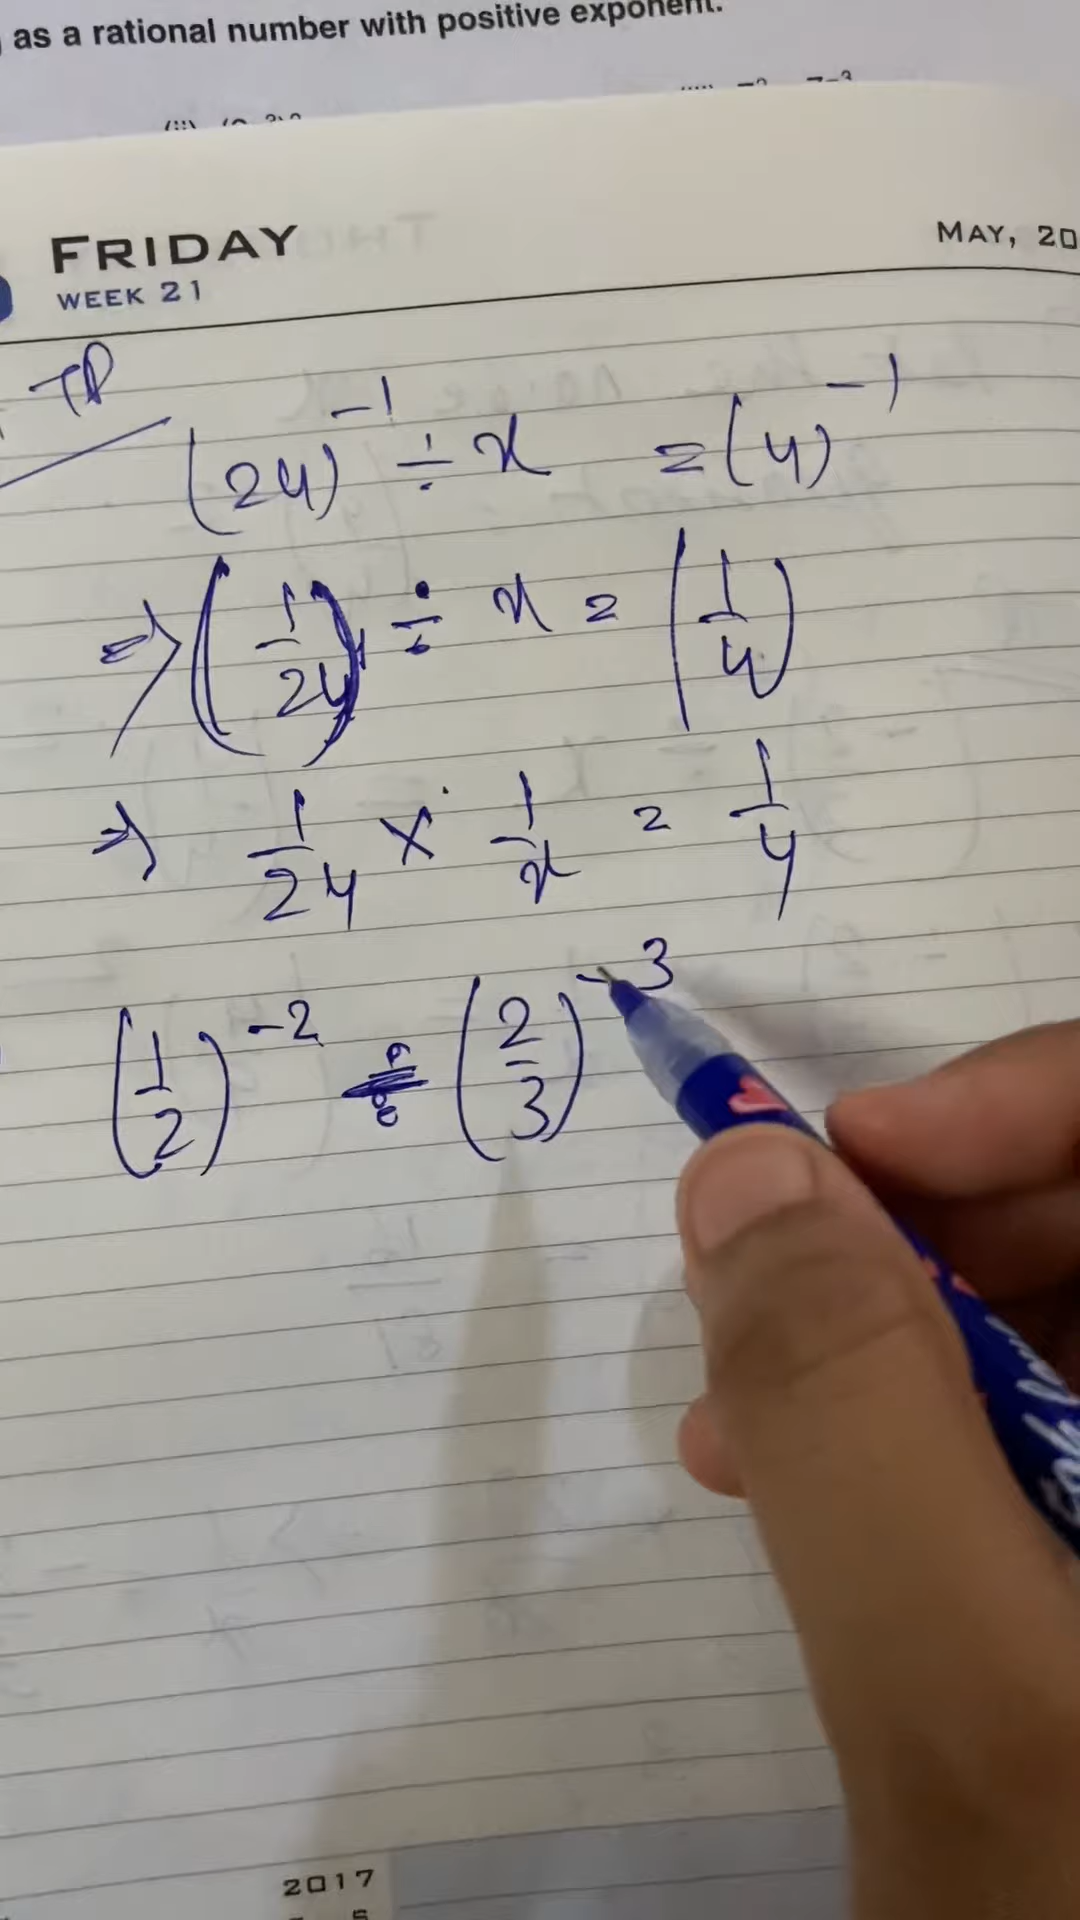 as a rational number with positive exponent.
FRIDAY
MAY, 20
WEEK 21
(24)⁻¹ ÷ x = (4)⁻¹
⇒ (1/24) ÷ x = (1/4)
⇒ 1/24 × 1/x = 1/4
(1/2)⁻² ÷ (2/3)⁻³
2017